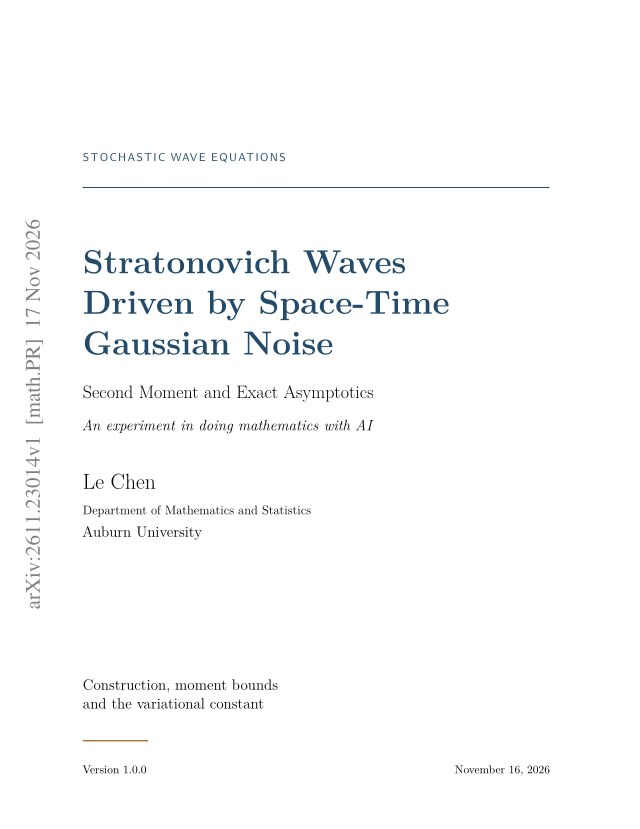 STOCHASTIC WAVE EQUATIONS
Stratonovich Waves
Driven by Space-Time
Gaussian Noise
Second Moment and Exact Asymptotics
An experiment in doing mathematics with AI
Le Chen
Department of Mathematics and Statistics
Auburn University
Construction, moment bounds
and the variational constant
Version 1.0.0
November 16, 2026
arXiv:2611.23014v1 [math.PR] 17 Nov 2026